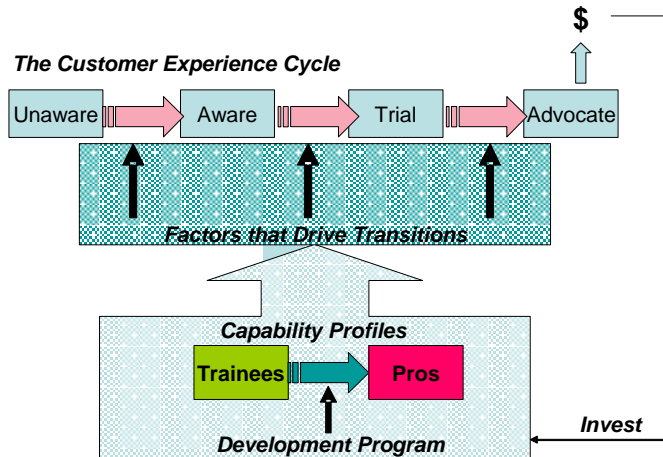 $
The Customer Experience Cycle
Unaware Aware Trial Advocate
Factors that Drive Transitions
Capability Profiles
Trainees Pros
Invest
Development Program